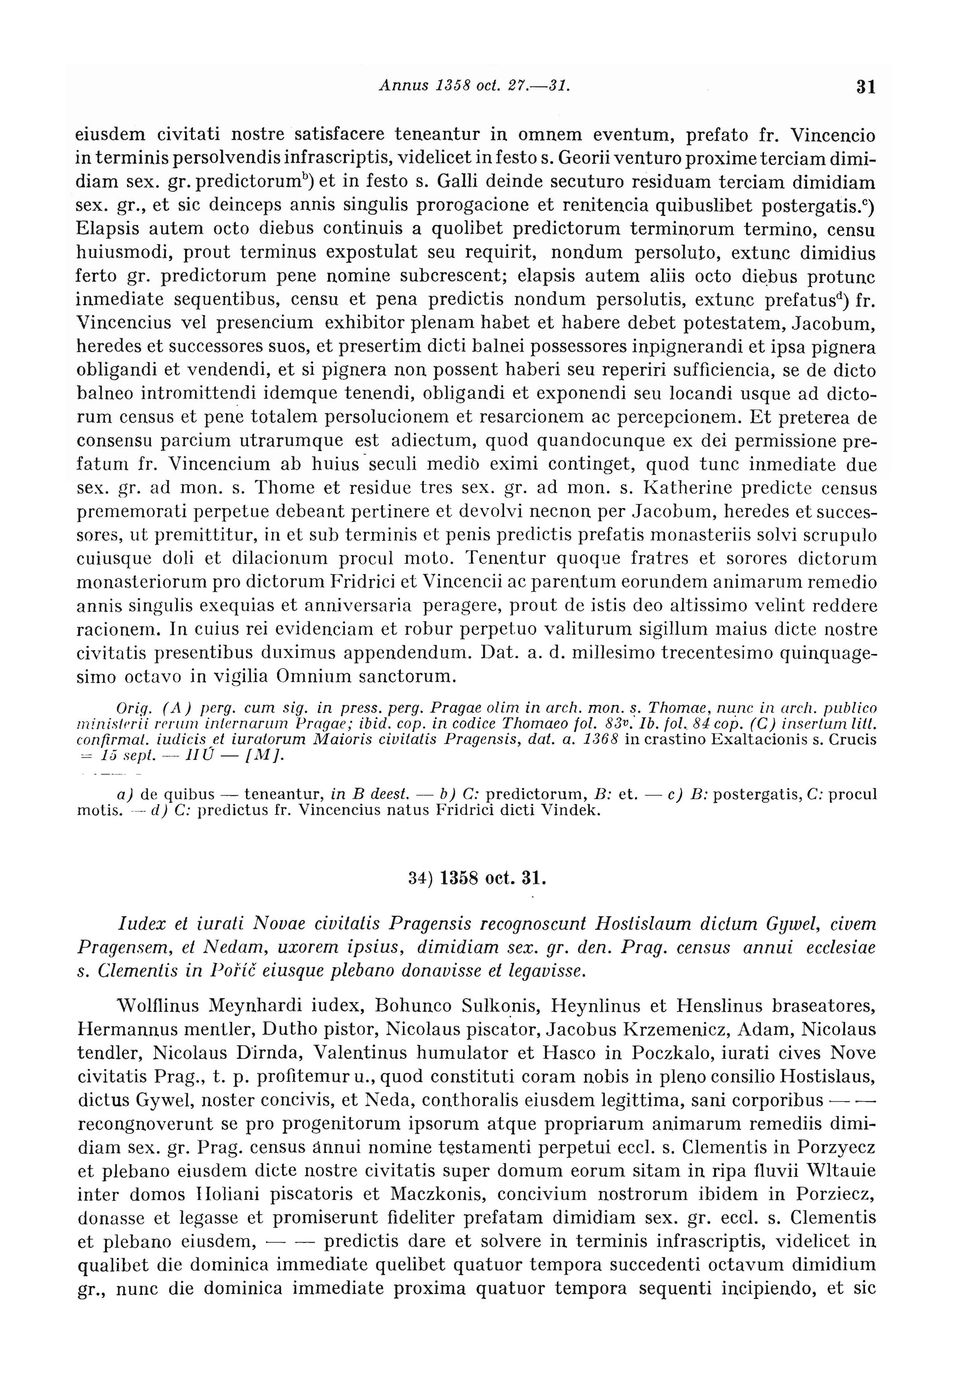 Annus 1358 oct. 27.—31. 31
eiusdem civitati nostre satisfacere teneantur in omnem eventum, prefato fr. Vincencio
in terminis persolvendis infrascriptis, videlicet in festo s. Georii venturo proxime terciam dimi-
diam sex. gr. predictorumᵇ) et in festo s. Galli deinde secuturo residuam terciam dimidiam
sex. gr., et sic deinceps annis singulis prorogacione et renitencia quibuslibet postergatis.ᶜ)
Elapsis autem octo diebus continuis a quolibet predictorum terminorum termino, censu
huiusmodi, prout terminus expostulat seu requirit, nondum persoluto, extunc dimidius
ferto gr. predictorum pene nomine subcrescent; elapsis autem aliis octo diebus protunc
inmediate sequentibus, censu et pena predictis nondum persolutis, extunc prefatusᵈ) fr.
Vincencius vel presencium exhibitor plenam habet et habere debet potestatem, Jacobum,
heredes et successores suos, et presertim dicti balnei possessores inpignerandi et ipsa pignera
obligandi et vendendi, et si pignera non possent haberi seu reperiri sufficiencia, se de dicto
balneo intromittendi idemque tenendi, obligandi et exponendi seu locandi usque ad dicto-
rum census et pene totalem persolucionem et resarcionem ac percepcionem. Et preterea de
consensu parcium utrarumque est adiectum, quod quandocunque ex dei permissione pre-
fatum fr. Vincencium ab huius seculi medio eximi continget, quod tunc inmediate due
sex. gr. ad mon. s. Thome et residue tres sex. gr. ad mon. s. Katherine predicte census
prememorati perpetue debeant pertinere et devolvi necnon per Jacobum, heredes et succes-
sores, ut premittitur, in et sub terminis et penis predictis prefatis monasteriis solvi scrupulo
cuiusque doli et dilacionum procul moto. Tenentur quoque fratres et sorores dictorum
monasteriorum pro dictorum Fridrici et Vincencii ac parentum eorundem animarum remedio
annis singulis exequias et anniversaria peragere, prout de istis deo altissimo velint reddere
racionem. In cuius rei evidenciam et robur perpetuo valiturum sigillum maius dicte nostre
civitatis presentibus duximus appendendum. Dat. a. d. millesimo trecentesimo quinquage-
simo octavo in vigilia Omnium sanctorum.
Orig. (A) perg. cum sig. in press. perg. Pragae olim in arch. mon. s. Thomae, nunc in arch. publico
ministerii rerum internarum Pragae; ibid. cop. in codice Thomaeo fol. 83ᵛ. Ib. fol. 84 cop. (C) insertum litt.
confirmat. iudicis et iuratorum Maioris civitatis Pragensis, dat. a. 1368 in crastino Exaltacionis s. Crucis
= 15 sept. — IIÚ — [M].
a) de quibus — teneantur, in B deest. — b) C: predictorum, B: et. — c) B: postergatis, C: procul
motis. — d) C: predictus fr. Vincencius natus Fridrici dicti Vindek.
34) 1358 oct. 31.
Iudex et iurati Novae civitatis Pragensis recognoscunt Hostislaum dictum Gywel, civem
Pragensem, et Nedam, uxorem ipsius, dimidiam sex. gr. den. Prag. census annui ecclesiae
s. Clementis in Poříč eiusque plebano donavisse et legavisse.
Wolflinus Meynhardi iudex, Bohunco Sulkonis, Heynlinus et Henslinus braseatores,
Hermannus mentler, Dutho pistor, Nicolaus piscator, Jacobus Krzemenicz, Adam, Nicolaus
tendler, Nicolaus Dirnda, Valentinus humulator et Hasco in Poczkalo, iurati cives Nove
civitatis Prag., t. p. profitemur u., quod constituti coram nobis in pleno consilio Hostislaus,
dictus Gywel, noster concivis, et Neda, conthoralis eiusdem legittima, sani corporibus — —
recongnoverunt se pro progenitorum ipsorum atque propriarum animarum remediis dimi-
diam sex. gr. Prag. census annui nomine testamenti perpetui eccl. s. Clementis in Porzyecz
et plebano eiusdem dicte nostre civitatis super domum eorum sitam in ripa fluvii Wltauie
inter domos Holiani piscatoris et Maczkonis, concivium nostrorum ibidem in Porziecz,
donasse et legasse et promiserunt fideliter prefatam dimidiam sex. gr. eccl. s. Clementis
et plebano eiusdem, — — predictis dare et solvere in terminis infrascriptis, videlicet in
qualibet die dominica immediate quelibet quatuor tempora succedenti octavum dimidium
gr., nunc die dominica immediate proxima quatuor tempora sequenti incipiendo, et sic